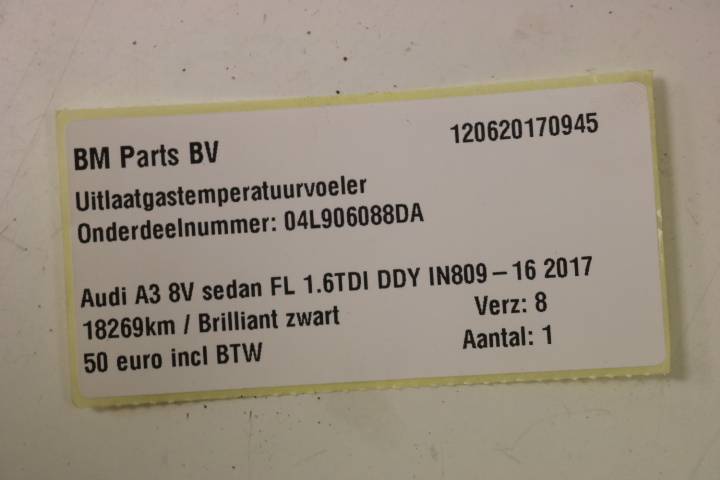 BM Parts BV 120620170945
Uitlaatgastemperatuurvoeler
Onderdeelnummer: 04L906088DA
Audi A3 8V sedan FL 1.6TDI DDY IN809-16 2017
18269km / Brilliant zwart Verz: 8
50 euro incl BTW Aantal: 1